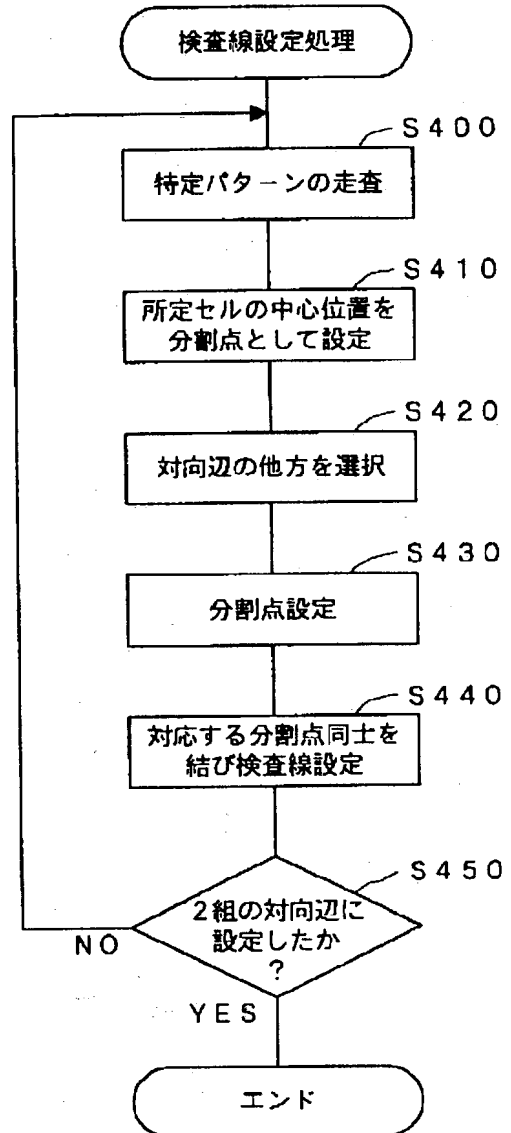 検査線設定処理
S400
特定パターンの走査
S410
所定セルの中心位置を
分割点として設定
S420
対向辺の他方を選択
S430
分割点設定
S440
対応する分割点同士を
結び検査線設定
S450
2組の対向辺に
設定したか
?
NO
YES
エンド